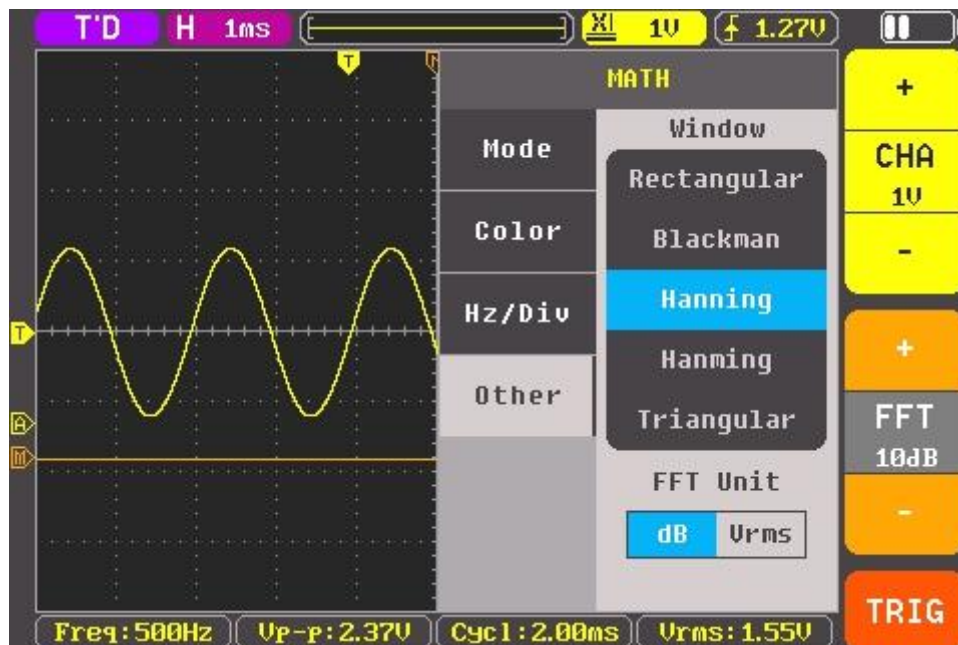 T'D H 1ms X1 1V 1.27V
T
MATH
+
Window
Mode
CHA
Rectangular
1V
Color
Blackman
-
Hanning
Hz/Div
T
+
Hanming
Other
Triangular
FFT
A
10dB
M
FFT Unit
-
dB Vrms
TRIG
Freq:500Hz Vp-p:2.37V Cycl:2.00ms Vrms:1.55V